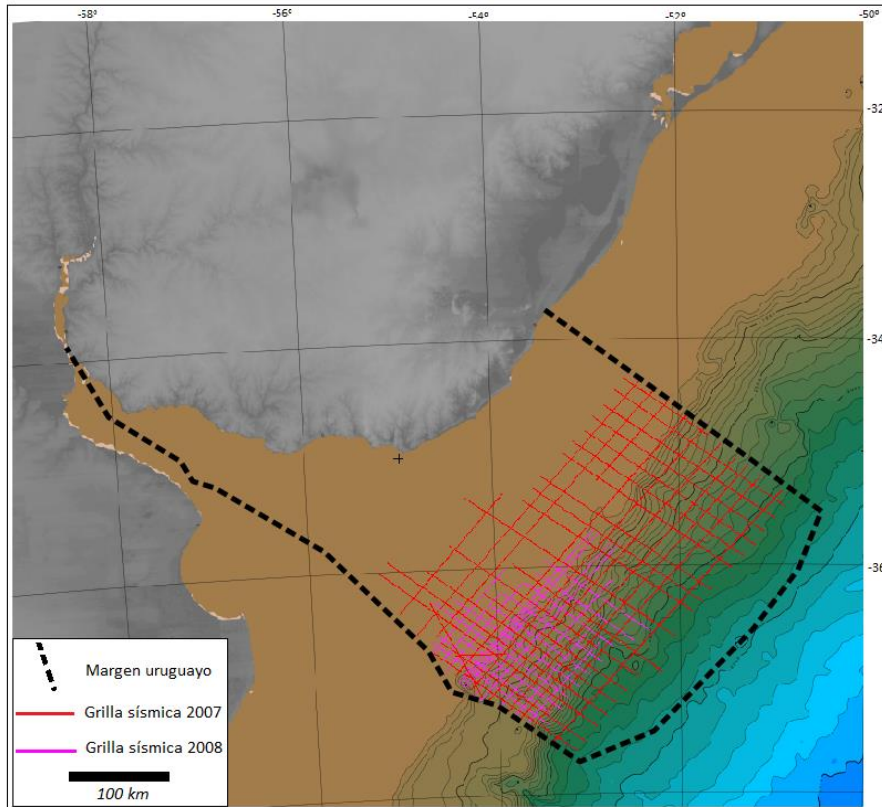 -58º -56º -54º -52º -50º
-32
-34
-36
Margen uruguayo
Grilla sísmica 2007
Grilla sísmica 2008
100 km